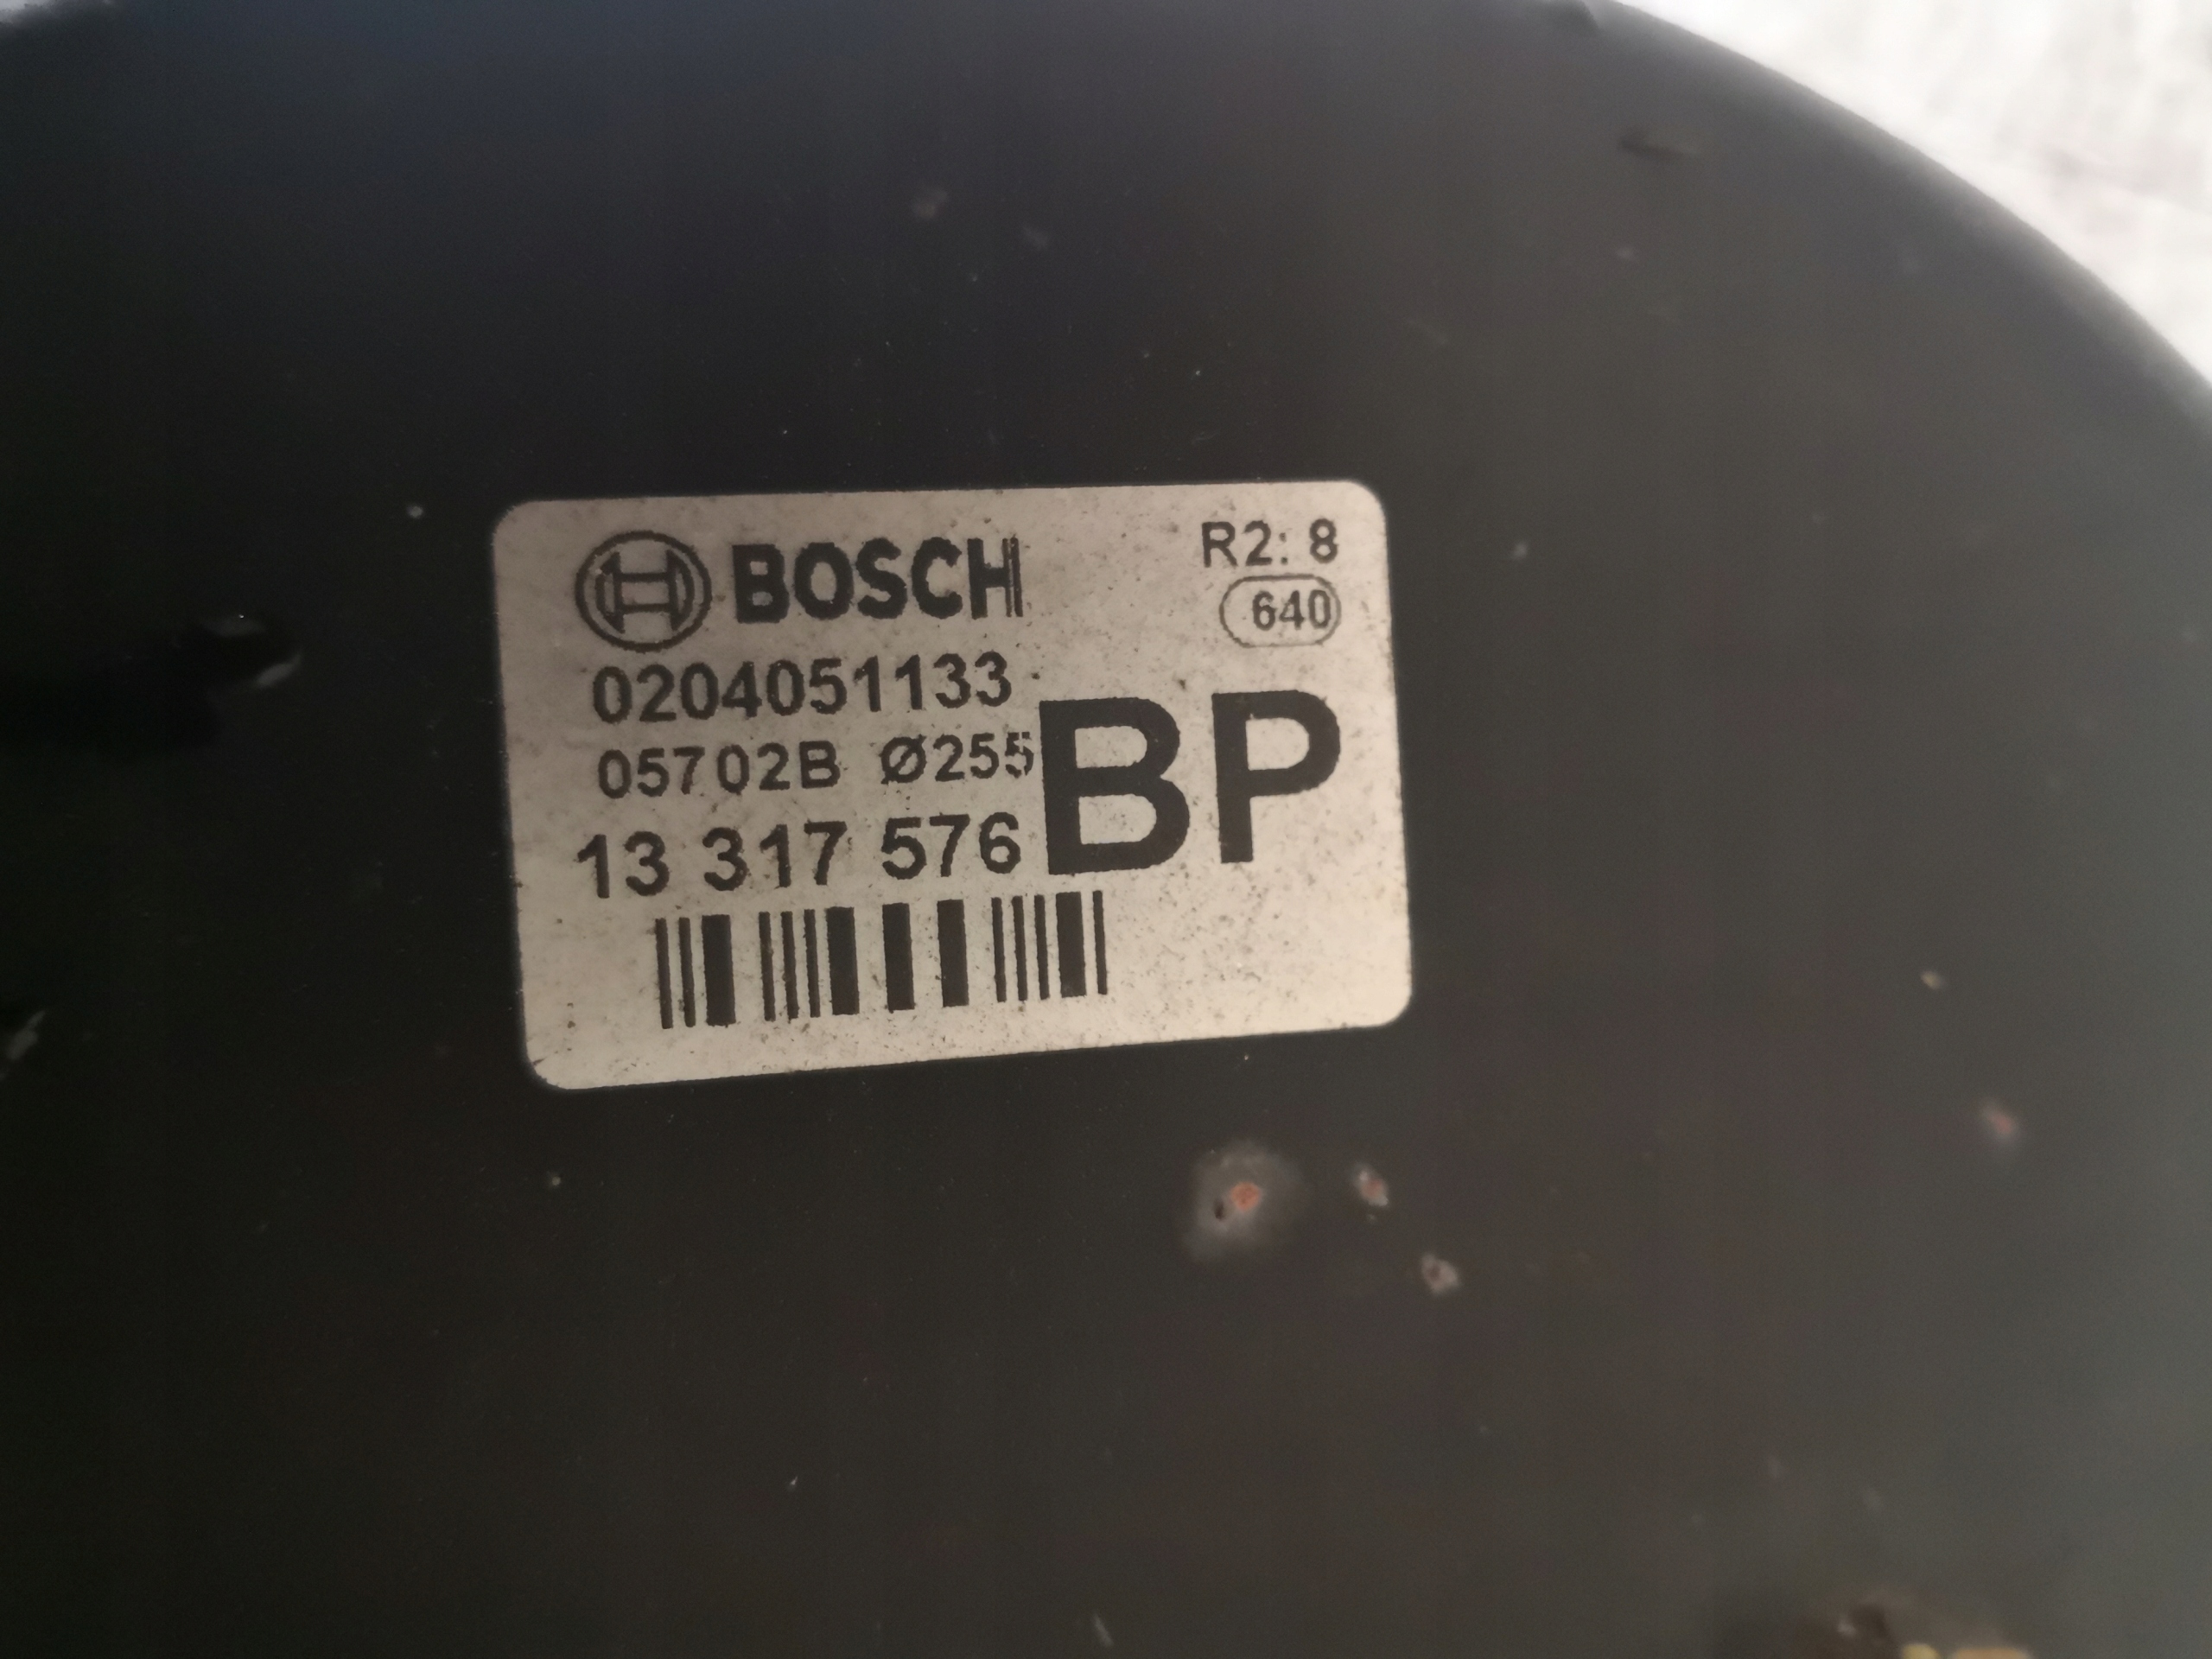 BOSCH
R2: 8
640
0204051133
05702B Ø255
13 317 576
BP